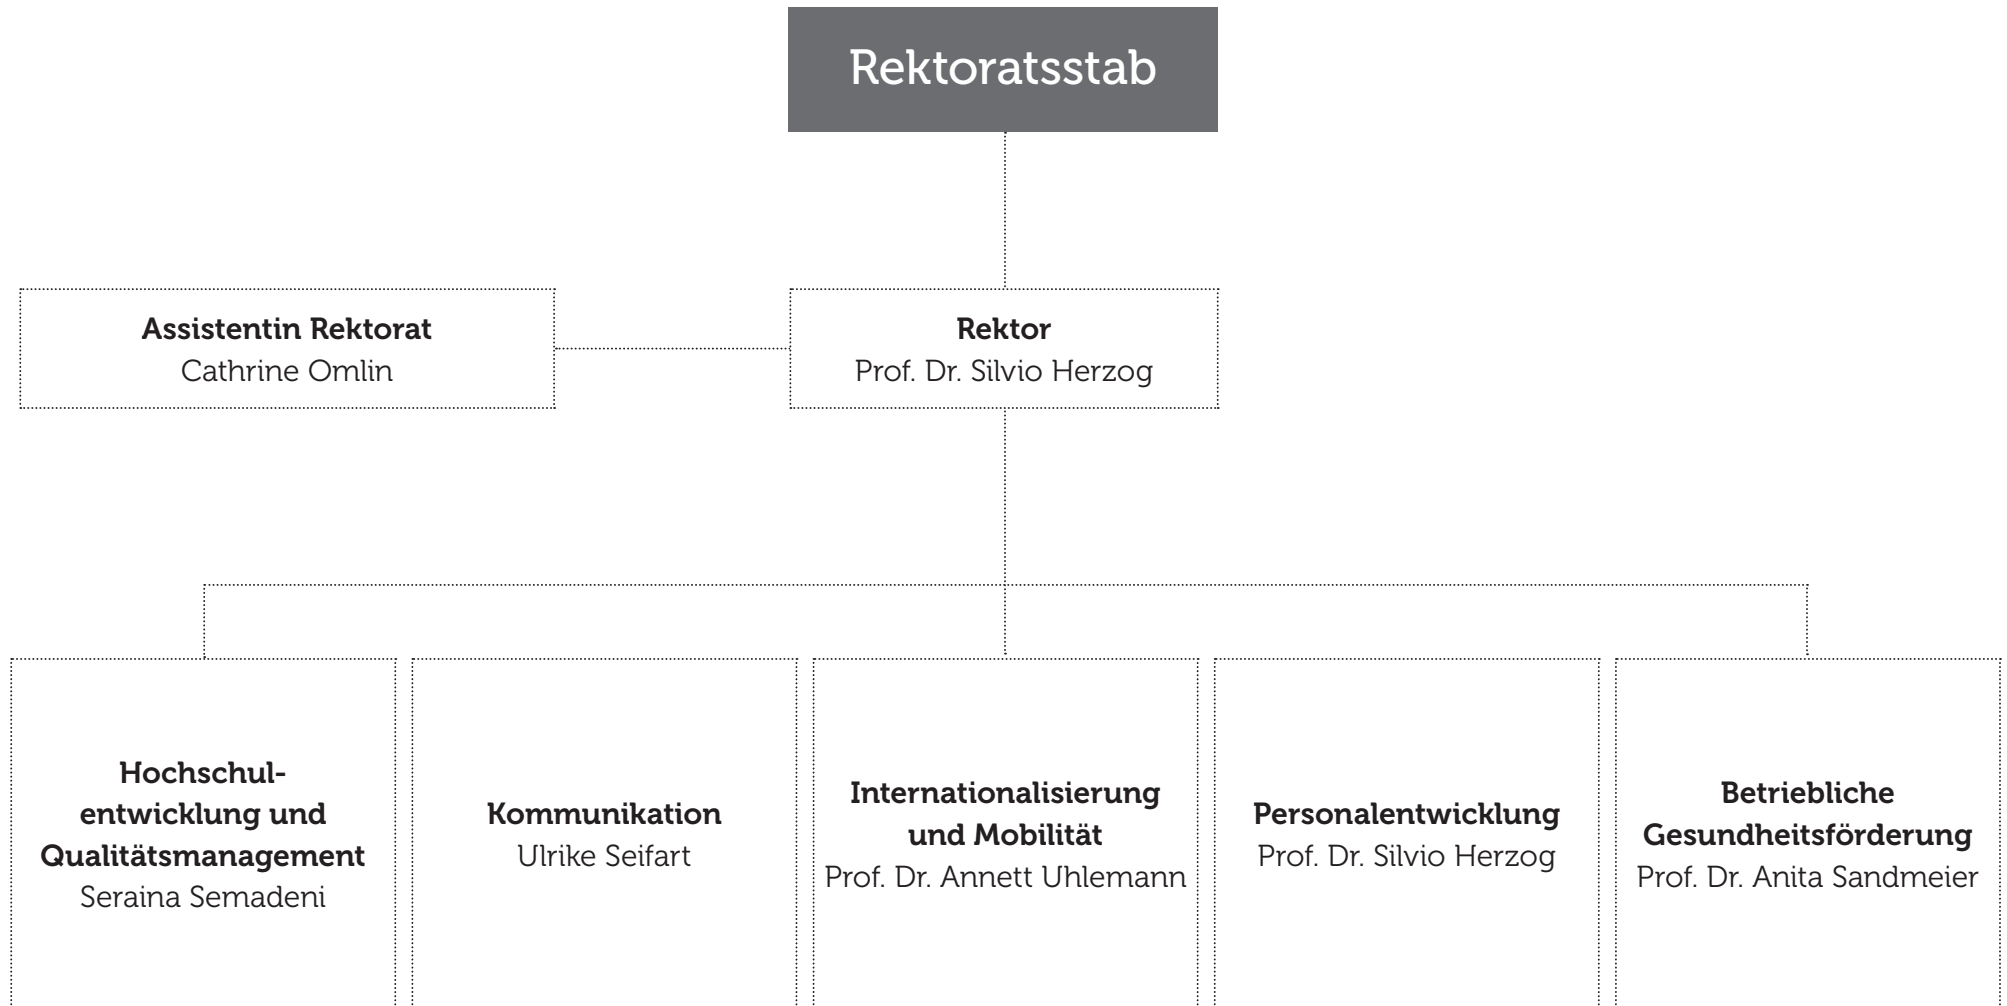 Rektoratsstab
Assistentin Rektorat
Cathrine Omlin
Rektor
Prof. Dr. Silvio Herzog
Hochschul-
entwicklung und
Qualitätsmanagement
Seraina Semadeni
Kommunikation
Ulrike Seifart
Internationalisierung
und Mobilität
Prof. Dr. Annett Uhlemann
Personalentwicklung
Prof. Dr. Silvio Herzog
Betriebliche
Gesundheitsförderung
Prof. Dr. Anita Sandmeier